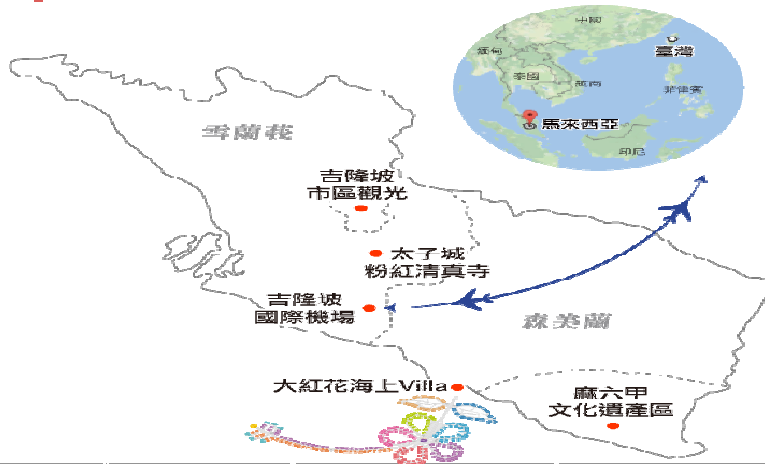 中國
緬甸
臺灣
泰國
越南
菲律賓
馬來西亞
印尼
雪蘭莪
吉隆坡
市區觀光
太子城
粉紅清真寺
吉隆坡
國際機場
森美蘭
大紅花海上Villa
麻六甲
文化遺產區